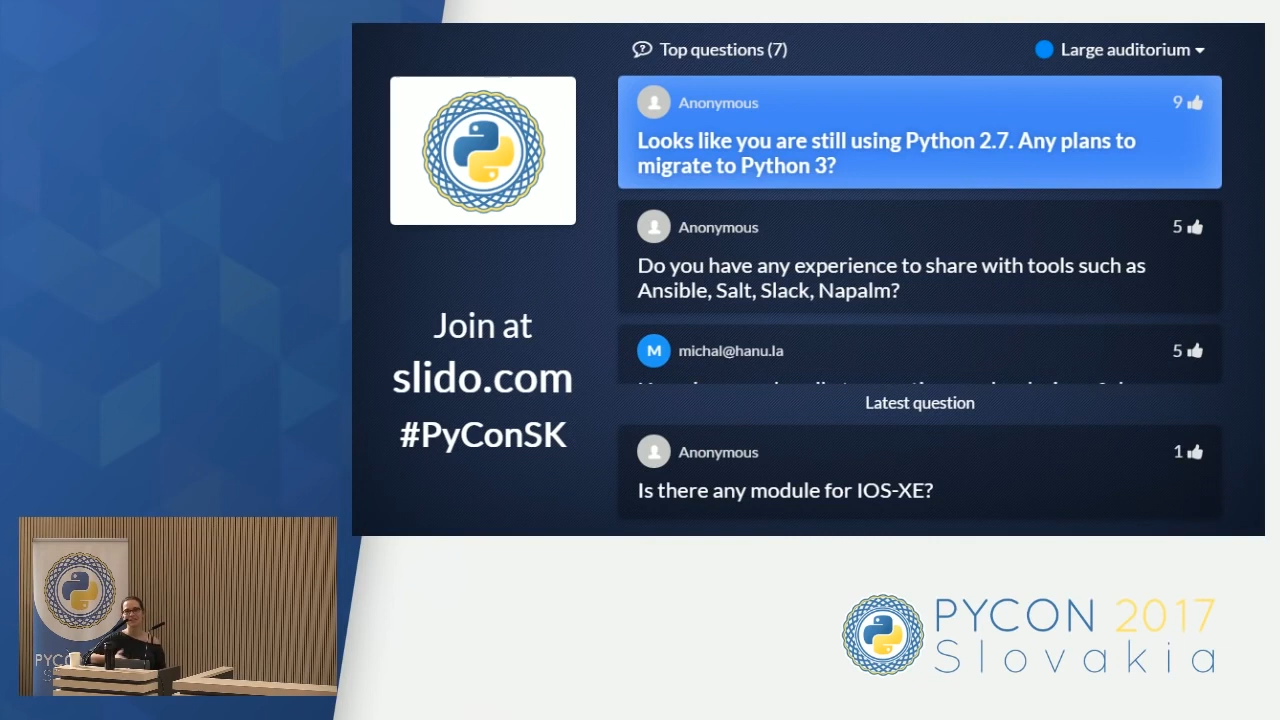 Top questions (7)
Large auditorium
Anonymous
9
Looks like you are still using Python 2.7. Any plans to
migrate to Python 3?
Anonymous
5
Do you have any experience to share with tools such as
Ansible, Salt, Slack, Napalm?
M
michal@hanu.la
5
Latest question
Anonymous
1
Is there any module for IOS-XE?
Join at
slido.com
#PyConSK
PYCON 2017
Slovakia